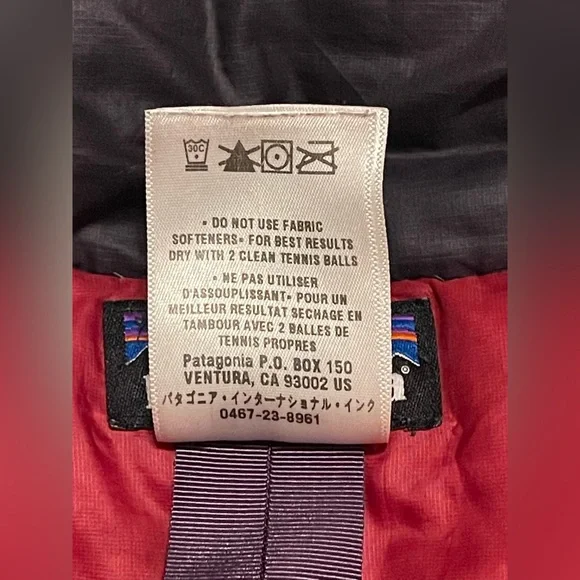 30C
• DO NOT USE FABRIC
SOFTENERS• FOR BEST RESULTS
DRY WITH 2 CLEAN TENNIS BALLS
• NE PAS UTILISER
D'ASSOUPLISSANT• POUR UN
MEILLEUR RESULTAT SECHAGE EN
TAMBOUR AVEC 2 BALLES DE
TENNIS PROPRES
Patagonia P.O. BOX 150
VENTURA, CA 93002 US
パタゴニア・インターナショナル・インク
0467-23-8961
a®